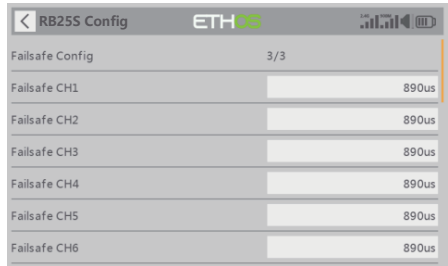 RB25S Config ETHOS
Failsafe Config 3/3
Failsafe CH1 890us
Failsafe CH2 890us
Failsafe CH3 890us
Failsafe CH4 890us
Failsafe CH5 890us
Failsafe CH6 890us